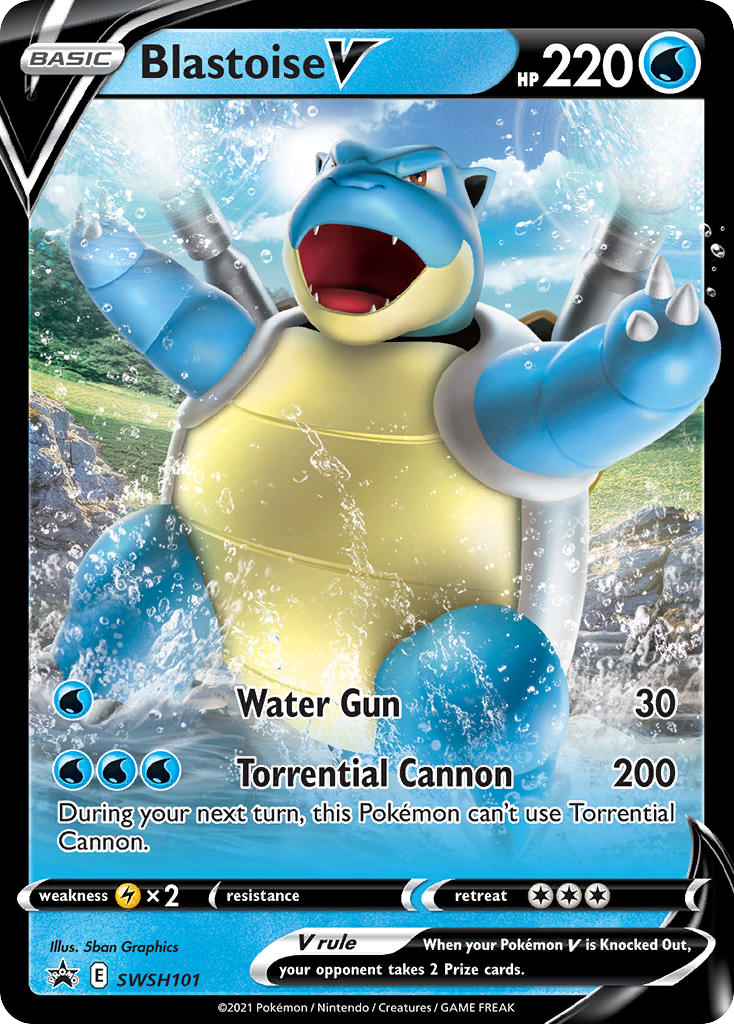 BASIC Blastoise V HP 220
Water Gun 30
Torrential Cannon 200
During your next turn, this Pokémon can't use Torrential
Cannon.
weakness ×2 resistance retreat
Illus. 5ban Graphics
V rule When your Pokémon V is Knocked Out,
your opponent takes 2 Prize cards.
PROMO E SWSH101
©2021 Pokémon / Nintendo / Creatures / GAME FREAK